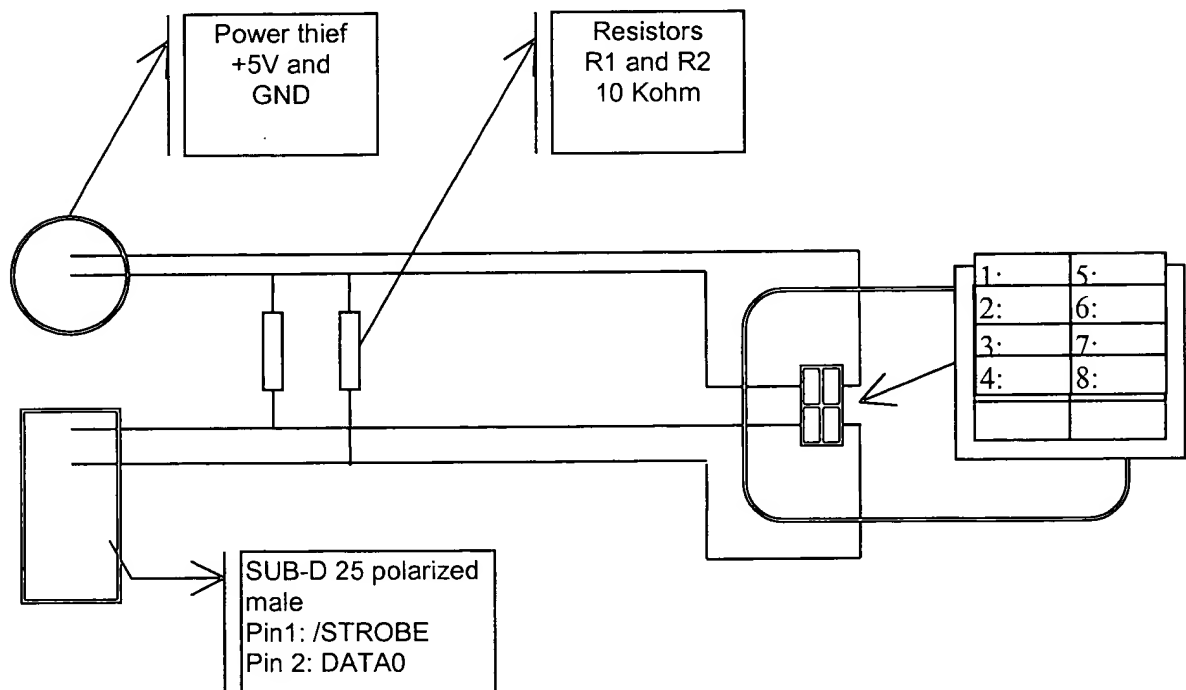 Power thief
+5V and
GND
Resistors
R1 and R2
10 Kohm
1: 5:
2: 6:
3: 7:
4: 8:
SUB-D 25 polarized
male
Pin1: /STROBE
Pin 2: DATA0